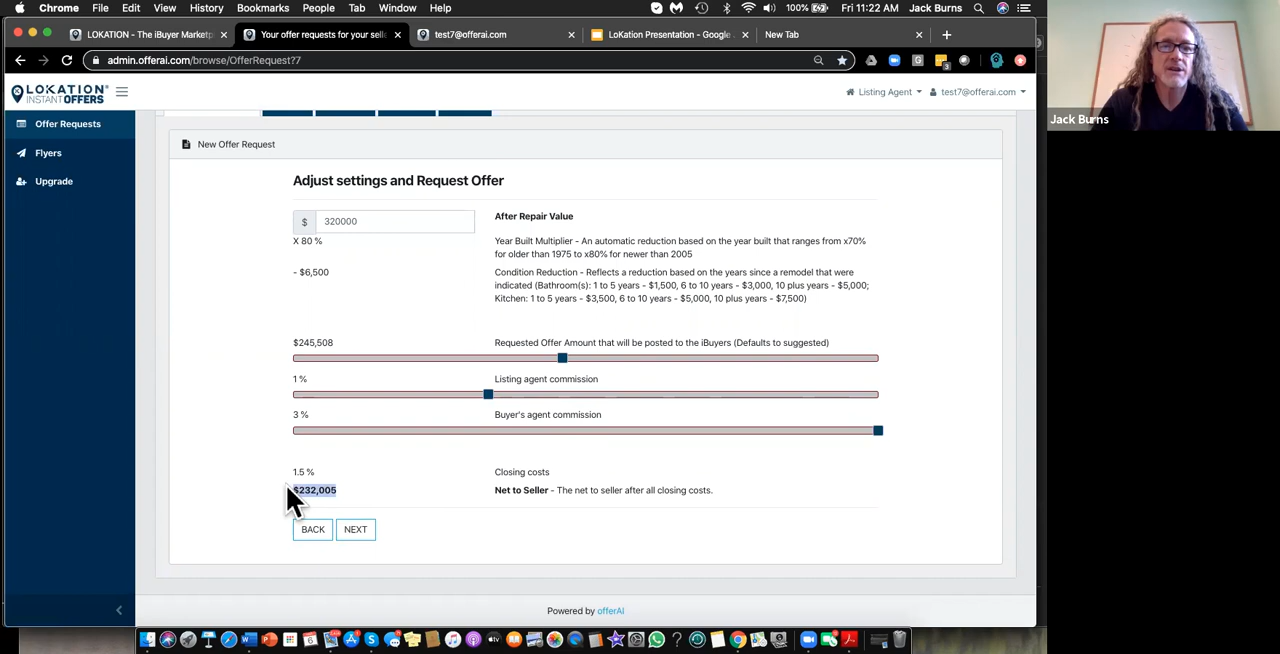 Chrome File Edit View History Bookmarks People Tab Window Help
100% Fri 11:22 AM Jack Burns
LOKATION - The iBuyer Marketp
Your offer requests for your selle
test7@offerai.com
LoKation Presentation - Google
New Tab
admin.offerai.com/browse/OfferRequest?7
LOKATION
INSTANT OFFERS
Listing Agent
test7@offerai.com
Jack Burns
Offer Requests
Flyers
Upgrade
New Offer Request
Adjust settings and Request Offer
$ 320000
After Repair Value
X 80 %
Year Built Multiplier - An automatic reduction based on the year built that ranges from x70%
for older than 1975 to x80% for newer than 2005
- $6,500
Condition Reduction - Reflects a reduction based on the years since a remodel that were
indicated (Bathroom(s): 1 to 5 years - $1,500, 6 to 10 years - $3,000, 10 plus years - $5,000;
Kitchen: 1 to 5 years - $3,500, 6 to 10 years - $5,000, 10 plus years - $7,500)
$245,508
Requested Offer Amount that will be posted to the iBuyers (Defaults to suggested)
1 %
Listing agent commission
3 %
Buyer's agent commission
1.5 %
Closing costs
$232,005
Net to Seller - The net to seller after all closing costs.
BACK
NEXT
Powered by offerAI